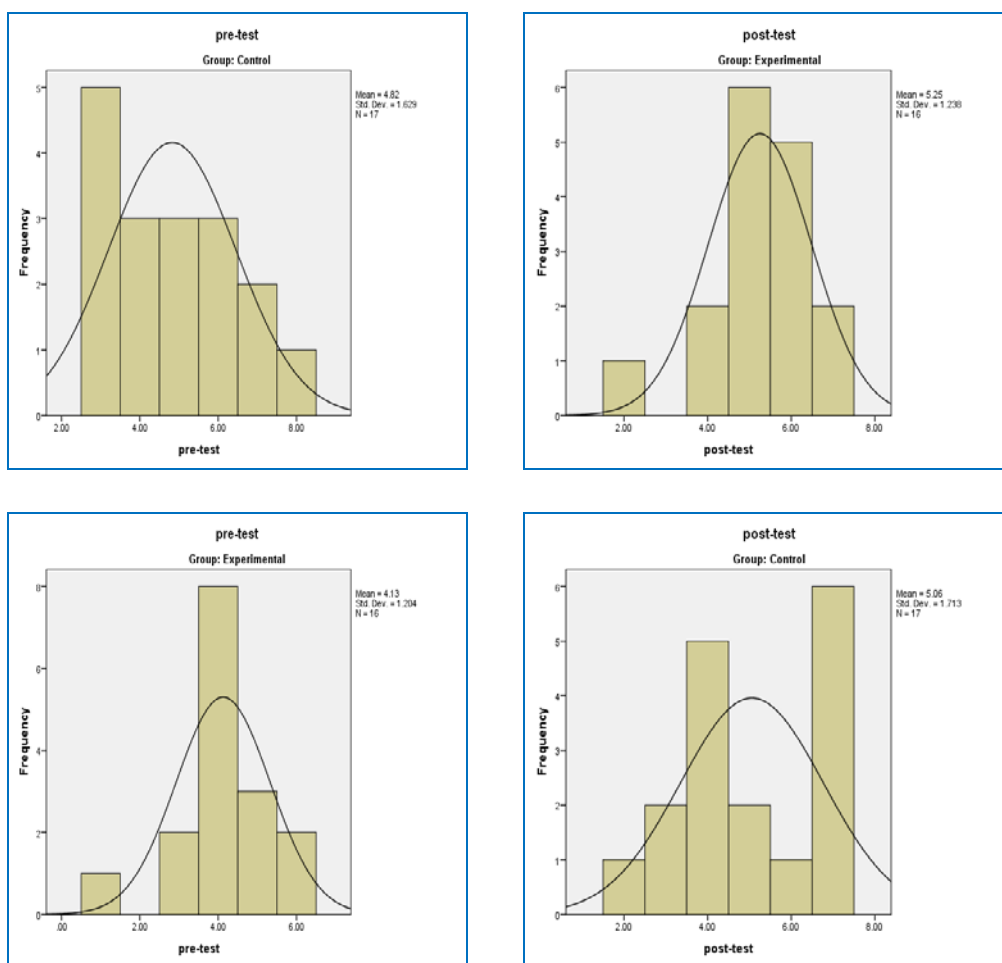 pre-test
Group: Control
Mean = 4.82
Std. Dev. = 1.629
N = 17
5
4
3
2
1
0
Frequency
2.00 4.00 6.00 8.00
pre-test
post-test
Group: Experimental
Mean = 5.25
Std. Dev. = 1.238
N = 16
6
5
4
3
2
1
0
Frequency
2.00 4.00 6.00 8.00
post-test
pre-test
Group: Experimental
Mean = 4.13
Std. Dev. = 1.204
N = 16
8
6
4
2
0
Frequency
.00 2.00 4.00 6.00
pre-test
post-test
Group: Control
Mean = 5.06
Std. Dev. = 1.713
N = 17
6
5
4
3
2
1
0
Frequency
2.00 4.00 6.00 8.00
post-test